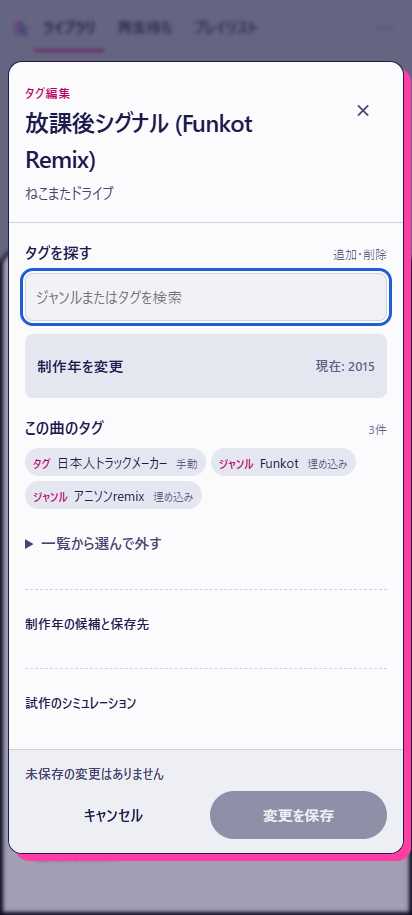 ライブラリ 再生待ち プレイリスト ...
タグ編集
放課後シグナル (Funkot
Remix)
ねこまたドライブ
×
タグを探す 追加・削除
ジャンルまたはタグを検索
制作年を変更 現在: 2015
この曲のタグ 3件
タグ 日本人トラックメーカー 手動 ジャンル Funkot 埋め込み
ジャンル アニソンremix 埋め込み
▶ 一覧から選んで外す
制作年の候補と保存先
試作のシミュレーション
未保存の変更はありません
キャンセル 変更を保存